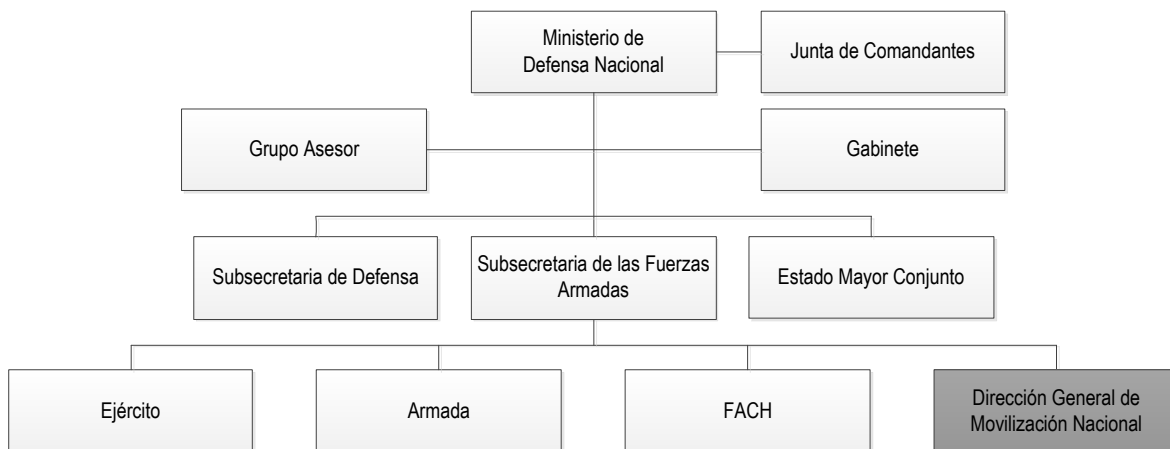 Ministerio de
Defensa Nacional
Junta de Comandantes
Grupo Asesor
Gabinete
Subsecretaria de Defensa
Subsecretaria de las Fuerzas
Armadas
Estado Mayor Conjunto
Ejército
Armada
FACH
Dirección General de
Movilización Nacional